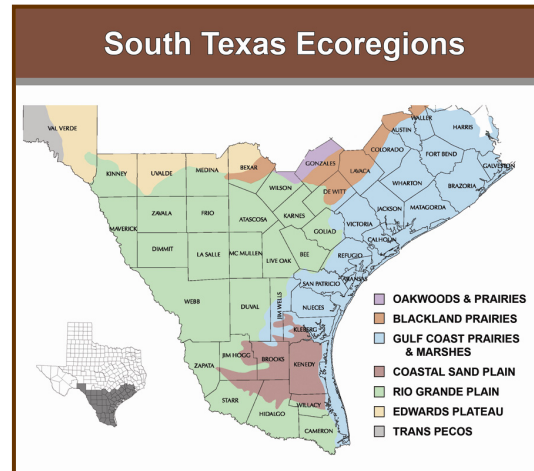 South Texas Ecoregions
VAL VERDE
KINNEY
UVALDE
MEDINA
BEXAR
GONZALES
LAVACA
COLORADO
AUSTIN
WALLER
HARRIS
FORT BEND
GALVESTON
BRAZORIA
WHARTON
MATAGORDA
JACKSON
DE WITT
WILSON
KARNES
GOLIAD
VICTORIA
CALHOUN
MAVERICK
ZAVALA
FRIO
ATASCOSA
BEE
REFUGIO
ARANSAS
DIMMIT
LA SALLE
MC MULLEN
LIVE OAK
SAN PATRICIO
WEBB
DUVAL
JIM WELLS
NUECES
KLEBERG
ZAPATA
JIM HOGG
BROOKS
KENEDY
STARR
HIDALGO
WILLACY
CAMERON
OAKWOODS & PRAIRIES
BLACKLAND PRAIRIES
GULF COAST PRAIRIES
& MARSHES
COASTAL SAND PLAIN
RIO GRANDE PLAIN
EDWARDS PLATEAU
TRANS PECOS